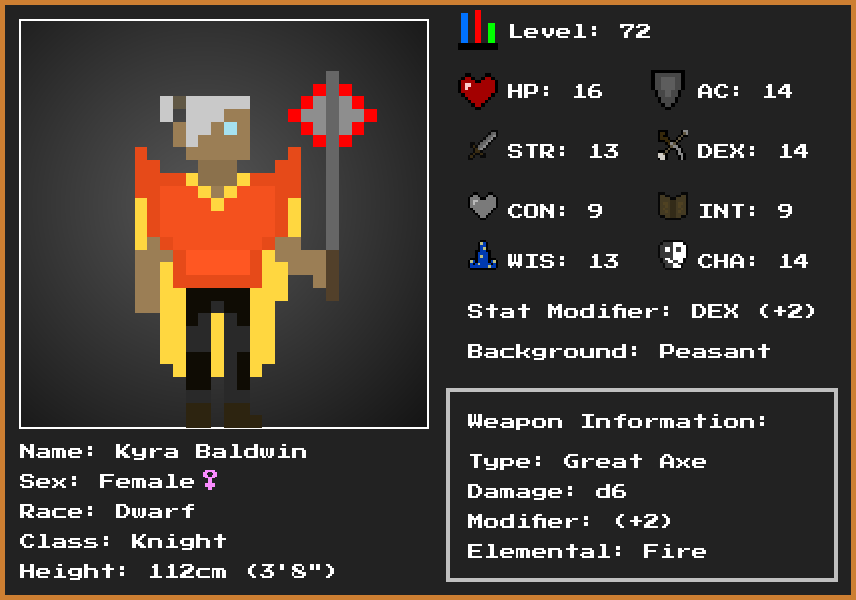 Level: 72
HP: 16 AC: 14
STR: 13 DEX: 14
CON: 9 INT: 9
WIS: 13 CHA: 14
Stat Modifier: DEX (+2)
Background: Peasant
Weapon Information:
Type: Great Axe
Damage: d6
Modifier: (+2)
Elemental: Fire
Name: Kyra Baldwin
Sex: Female♀
Race: Dwarf
Class: Knight
Height: 112cm (3'8")